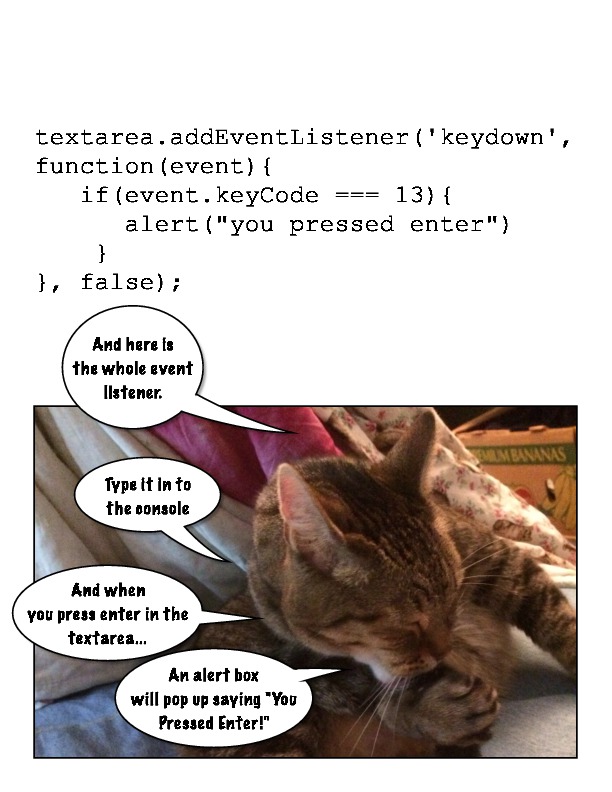 textarea.addEventListener('keydown',
function(event){
if(event.keyCode === 13){
alert("you pressed enter")
}
}, false);
And here is
the whole event
listener.
Type it in to
the console
And when
you press enter in the
textarea...
An alert box
will pop up saying "You
Pressed Enter!"
BANANAS